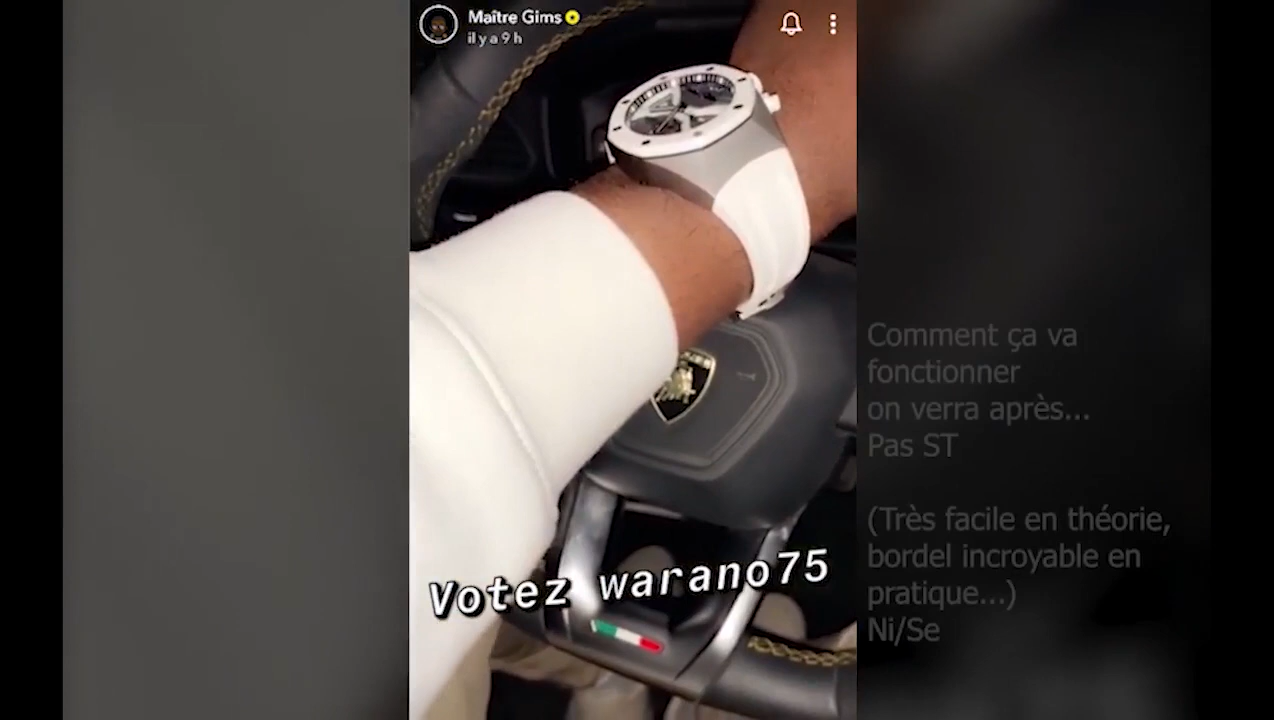 Maître Gims
il y a 9 h
Votez warano75
Comment ça va
fonctionner
on verra après...
Pas ST
(Très facile en théorie,
bordel incroyable en
pratique...)
Ni/Se